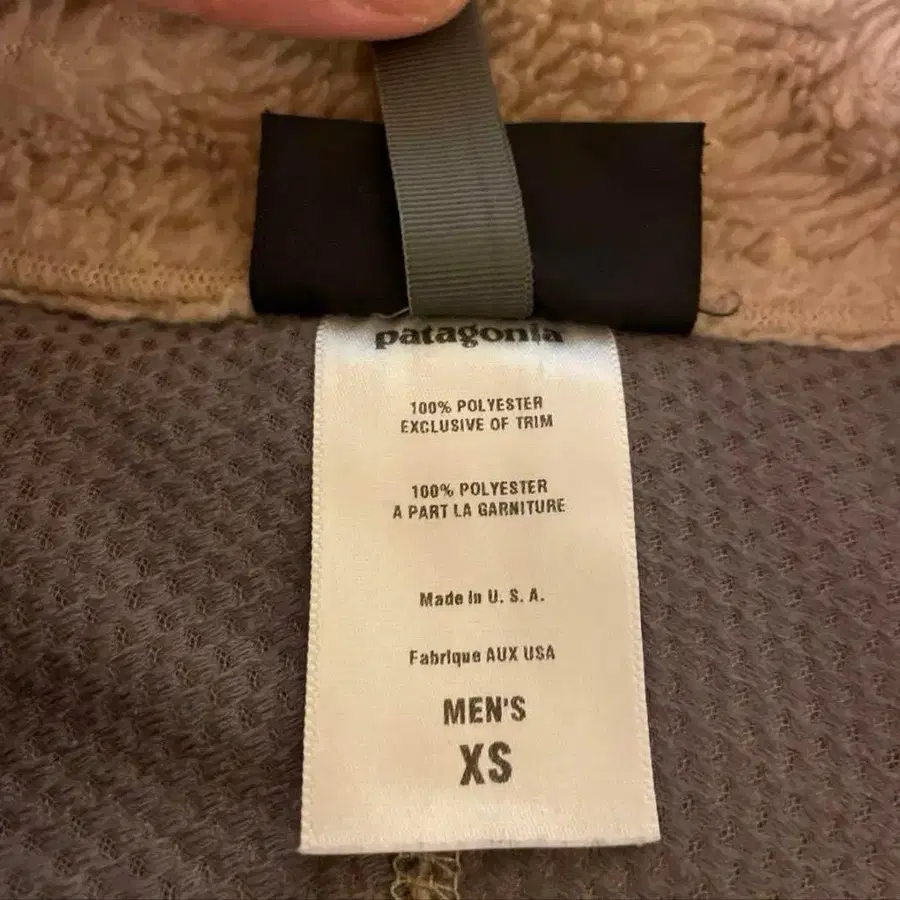 patagonia
100% POLYESTER
EXCLUSIVE OF TRIM
100% POLYESTER
A PART LA GARNITURE
Made in U. S. A.
Fabrique AUX USA
MEN'S
XS